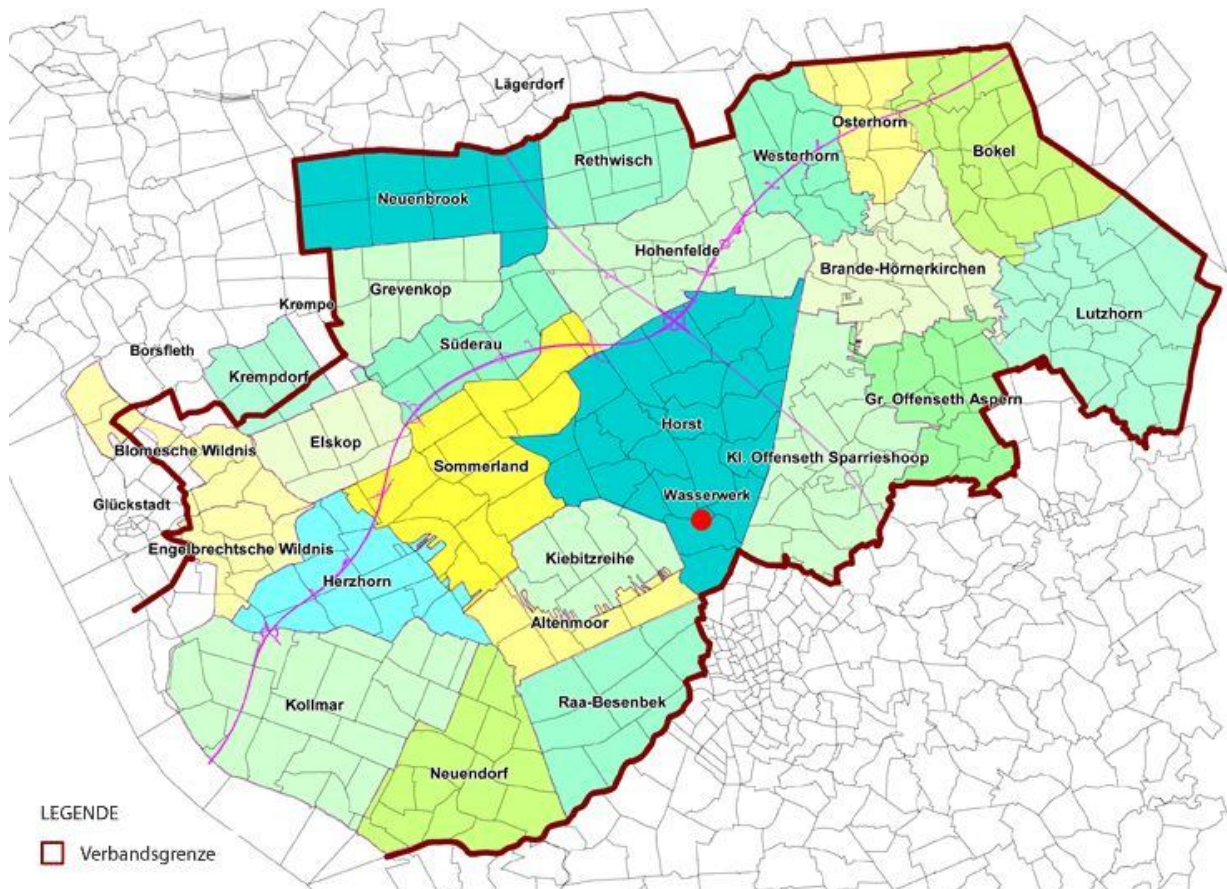 Lägerdorf
Osterhorn
Rethwisch
Westerhorn
Bokel
Neuenbrook
Hohenfelde
Brande-Hörnerkirchen
Grevenkop
Krempe
Lutzhorn
Süderau
Borsfleth
Krempdorf
Gr. Offenseth Aspern
Horst
Elskop
Blomesche Wildnis
Kl. Offenseth Sparrieshoop
Sommerland
Wasserwerk
Glückstadt
Engelbrechtsche Wildnis
Kiebitzreihe
Herzhorn
Altenmoor
Raa-Besenbek
Kollmar
Neuendorf
LEGENDE
Verbandsgrenze